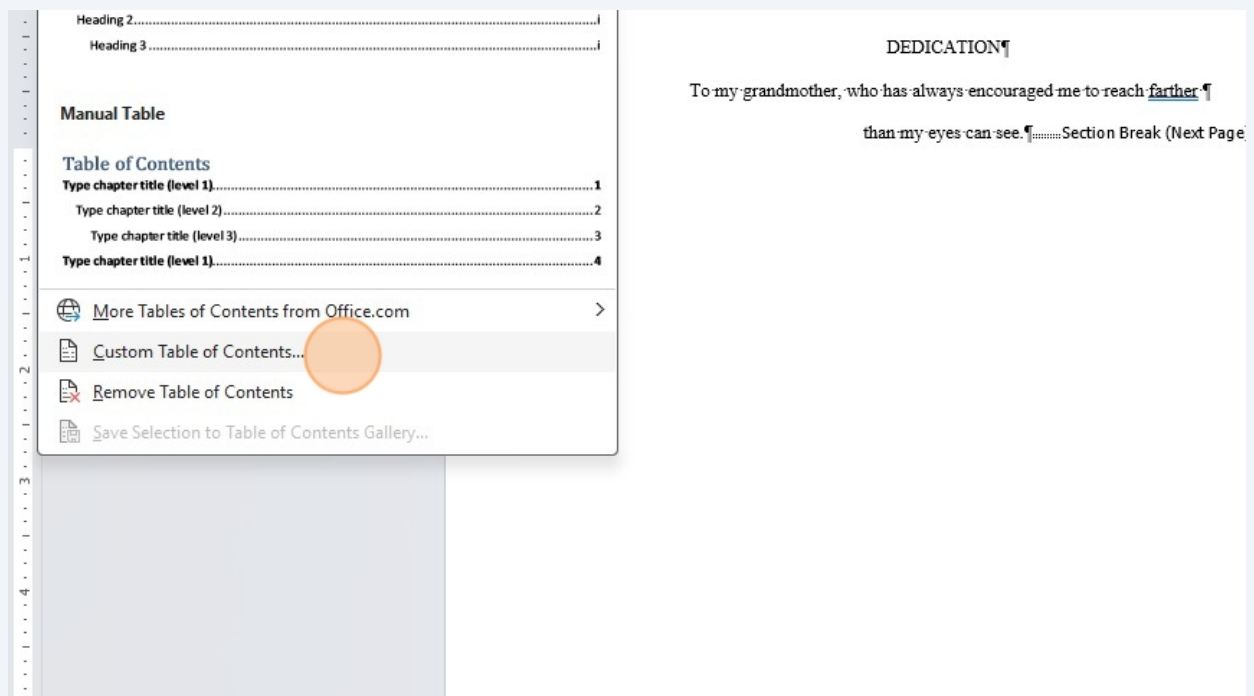 Heading 2.....i
Heading 3.....i
Manual Table
Table of Contents
Type chapter title (level 1).....1
Type chapter title (level 2).....2
Type chapter title (level 3).....3
Type chapter title (level 1).....4
More Tables of Contents from Office.com
Custom Table of Contents...
Remove Table of Contents
Save Selection to Table of Contents Gallery...
DEDICATION¶
To·my·grandmother,·who·has·always·encouraged·me·to·reach·farther·¶
than·my·eyes·can·see.¶.....Section Break (Next Page)
1
2
3
4